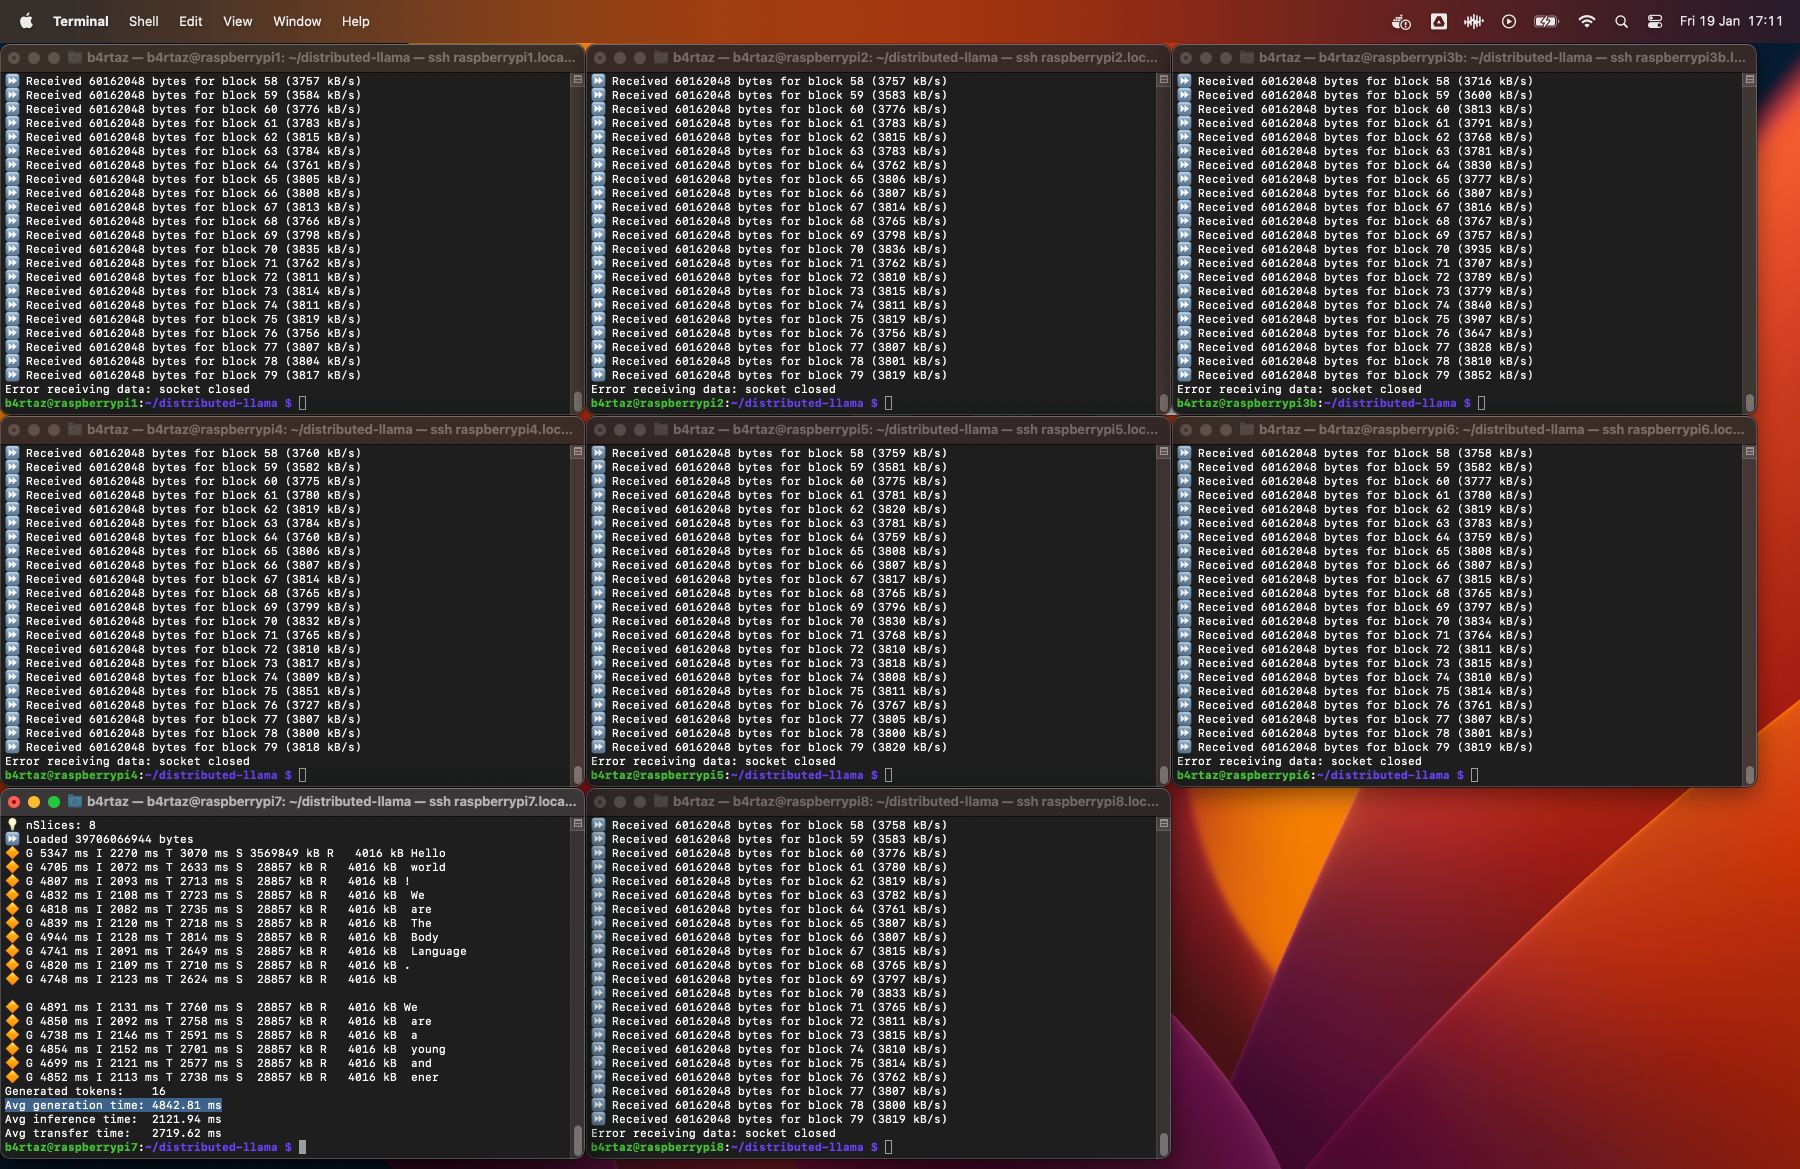 Terminal Shell Edit View Window Help Fri 19 Jan 17:11
b4rtaz — b4rtaz@raspberrypi1: ~/distributed-llama — ssh raspberrypi1.loca...
Received 60162048 bytes for block 58 (3757 kB/s)
Received 60162048 bytes for block 59 (3584 kB/s)
Received 60162048 bytes for block 60 (3776 kB/s)
Received 60162048 bytes for block 61 (3783 kB/s)
Received 60162048 bytes for block 62 (3815 kB/s)
Received 60162048 bytes for block 63 (3784 kB/s)
Received 60162048 bytes for block 64 (3761 kB/s)
Received 60162048 bytes for block 65 (3805 kB/s)
Received 60162048 bytes for block 66 (3808 kB/s)
Received 60162048 bytes for block 67 (3813 kB/s)
Received 60162048 bytes for block 68 (3766 kB/s)
Received 60162048 bytes for block 69 (3798 kB/s)
Received 60162048 bytes for block 70 (3835 kB/s)
Received 60162048 bytes for block 71 (3762 kB/s)
Received 60162048 bytes for block 72 (3811 kB/s)
Received 60162048 bytes for block 73 (3814 kB/s)
Received 60162048 bytes for block 74 (3811 kB/s)
Received 60162048 bytes for block 75 (3819 kB/s)
Received 60162048 bytes for block 76 (3756 kB/s)
Received 60162048 bytes for block 77 (3807 kB/s)
Received 60162048 bytes for block 78 (3804 kB/s)
Received 60162048 bytes for block 79 (3817 kB/s)
Error receiving data: socket closed
b4rtaz@raspberrypi1:~/distributed-llama $
b4rtaz — b4rtaz@raspberrypi2: ~/distributed-llama — ssh raspberrypi2.loc...
Received 60162048 bytes for block 58 (3757 kB/s)
Received 60162048 bytes for block 59 (3583 kB/s)
Received 60162048 bytes for block 60 (3776 kB/s)
Received 60162048 bytes for block 61 (3783 kB/s)
Received 60162048 bytes for block 62 (3815 kB/s)
Received 60162048 bytes for block 63 (3783 kB/s)
Received 60162048 bytes for block 64 (3762 kB/s)
Received 60162048 bytes for block 65 (3806 kB/s)
Received 60162048 bytes for block 66 (3807 kB/s)
Received 60162048 bytes for block 67 (3814 kB/s)
Received 60162048 bytes for block 68 (3765 kB/s)
Received 60162048 bytes for block 69 (3798 kB/s)
Received 60162048 bytes for block 70 (3836 kB/s)
Received 60162048 bytes for block 71 (3762 kB/s)
Received 60162048 bytes for block 72 (3810 kB/s)
Received 60162048 bytes for block 73 (3815 kB/s)
Received 60162048 bytes for block 74 (3811 kB/s)
Received 60162048 bytes for block 75 (3819 kB/s)
Received 60162048 bytes for block 76 (3756 kB/s)
Received 60162048 bytes for block 77 (3807 kB/s)
Received 60162048 bytes for block 78 (3801 kB/s)
Received 60162048 bytes for block 79 (3819 kB/s)
Error receiving data: socket closed
b4rtaz@raspberrypi2:~/distributed-llama $
b4rtaz — b4rtaz@raspberrypi3b: ~/distributed-llama — ssh raspberrypi3b.l...
Received 60162048 bytes for block 58 (3716 kB/s)
Received 60162048 bytes for block 59 (3600 kB/s)
Received 60162048 bytes for block 60 (3813 kB/s)
Received 60162048 bytes for block 61 (3791 kB/s)
Received 60162048 bytes for block 62 (3768 kB/s)
Received 60162048 bytes for block 63 (3781 kB/s)
Received 60162048 bytes for block 64 (3830 kB/s)
Received 60162048 bytes for block 65 (3777 kB/s)
Received 60162048 bytes for block 66 (3807 kB/s)
Received 60162048 bytes for block 67 (3816 kB/s)
Received 60162048 bytes for block 68 (3767 kB/s)
Received 60162048 bytes for block 69 (3757 kB/s)
Received 60162048 bytes for block 70 (3935 kB/s)
Received 60162048 bytes for block 71 (3707 kB/s)
Received 60162048 bytes for block 72 (3789 kB/s)
Received 60162048 bytes for block 73 (3779 kB/s)
Received 60162048 bytes for block 74 (3840 kB/s)
Received 60162048 bytes for block 75 (3907 kB/s)
Received 60162048 bytes for block 76 (3647 kB/s)
Received 60162048 bytes for block 77 (3828 kB/s)
Received 60162048 bytes for block 78 (3810 kB/s)
Received 60162048 bytes for block 79 (3852 kB/s)
Error receiving data: socket closed
b4rtaz@raspberrypi3b:~/distributed-llama $
b4rtaz — b4rtaz@raspberrypi4: ~/distributed-llama — ssh raspberrypi4.loc...
Received 60162048 bytes for block 58 (3760 kB/s)
Received 60162048 bytes for block 59 (3582 kB/s)
Received 60162048 bytes for block 60 (3775 kB/s)
Received 60162048 bytes for block 61 (3780 kB/s)
Received 60162048 bytes for block 62 (3819 kB/s)
Received 60162048 bytes for block 63 (3784 kB/s)
Received 60162048 bytes for block 64 (3760 kB/s)
Received 60162048 bytes for block 65 (3806 kB/s)
Received 60162048 bytes for block 66 (3807 kB/s)
Received 60162048 bytes for block 67 (3814 kB/s)
Received 60162048 bytes for block 68 (3765 kB/s)
Received 60162048 bytes for block 69 (3799 kB/s)
Received 60162048 bytes for block 70 (3832 kB/s)
Received 60162048 bytes for block 71 (3765 kB/s)
Received 60162048 bytes for block 72 (3810 kB/s)
Received 60162048 bytes for block 73 (3817 kB/s)
Received 60162048 bytes for block 74 (3809 kB/s)
Received 60162048 bytes for block 75 (3851 kB/s)
Received 60162048 bytes for block 76 (3727 kB/s)
Received 60162048 bytes for block 77 (3807 kB/s)
Received 60162048 bytes for block 78 (3800 kB/s)
Received 60162048 bytes for block 79 (3818 kB/s)
Error receiving data: socket closed
b4rtaz@raspberrypi4:~/distributed-llama $
b4rtaz — b4rtaz@raspberrypi5: ~/distributed-llama — ssh raspberrypi5.loc...
Received 60162048 bytes for block 58 (3759 kB/s)
Received 60162048 bytes for block 59 (3581 kB/s)
Received 60162048 bytes for block 60 (3775 kB/s)
Received 60162048 bytes for block 61 (3781 kB/s)
Received 60162048 bytes for block 62 (3820 kB/s)
Received 60162048 bytes for block 63 (3781 kB/s)
Received 60162048 bytes for block 64 (3759 kB/s)
Received 60162048 bytes for block 65 (3808 kB/s)
Received 60162048 bytes for block 66 (3807 kB/s)
Received 60162048 bytes for block 67 (3817 kB/s)
Received 60162048 bytes for block 68 (3765 kB/s)
Received 60162048 bytes for block 69 (3796 kB/s)
Received 60162048 bytes for block 70 (3830 kB/s)
Received 60162048 bytes for block 71 (3768 kB/s)
Received 60162048 bytes for block 72 (3810 kB/s)
Received 60162048 bytes for block 73 (3818 kB/s)
Received 60162048 bytes for block 74 (3808 kB/s)
Received 60162048 bytes for block 75 (3811 kB/s)
Received 60162048 bytes for block 76 (3767 kB/s)
Received 60162048 bytes for block 77 (3805 kB/s)
Received 60162048 bytes for block 78 (3800 kB/s)
Received 60162048 bytes for block 79 (3820 kB/s)
Error receiving data: socket closed
b4rtaz@raspberrypi5:~/distributed-llama $
b4rtaz — b4rtaz@raspberrypi6: ~/distributed-llama — ssh raspberrypi6.loc...
Received 60162048 bytes for block 58 (3758 kB/s)
Received 60162048 bytes for block 59 (3582 kB/s)
Received 60162048 bytes for block 60 (3777 kB/s)
Received 60162048 bytes for block 61 (3780 kB/s)
Received 60162048 bytes for block 62 (3819 kB/s)
Received 60162048 bytes for block 63 (3783 kB/s)
Received 60162048 bytes for block 64 (3759 kB/s)
Received 60162048 bytes for block 65 (3808 kB/s)
Received 60162048 bytes for block 66 (3807 kB/s)
Received 60162048 bytes for block 67 (3815 kB/s)
Received 60162048 bytes for block 68 (3765 kB/s)
Received 60162048 bytes for block 69 (3797 kB/s)
Received 60162048 bytes for block 70 (3834 kB/s)
Received 60162048 bytes for block 71 (3764 kB/s)
Received 60162048 bytes for block 72 (3811 kB/s)
Received 60162048 bytes for block 73 (3815 kB/s)
Received 60162048 bytes for block 74 (3810 kB/s)
Received 60162048 bytes for block 75 (3814 kB/s)
Received 60162048 bytes for block 76 (3761 kB/s)
Received 60162048 bytes for block 77 (3807 kB/s)
Received 60162048 bytes for block 78 (3801 kB/s)
Received 60162048 bytes for block 79 (3819 kB/s)
Error receiving data: socket closed
b4rtaz@raspberrypi6:~/distributed-llama $
b4rtaz — b4rtaz@raspberrypi7: ~/distributed-llama — ssh raspberrypi7.loca...
nSlices: 8
Loaded 39706066944 bytes
G 5347 ms I 2270 ms T 3070 ms S 3569849 kB R 4016 kB Hello
G 4705 ms I 2072 ms T 2633 ms S 28857 kB R 4016 kB world
G 4807 ms I 2093 ms T 2713 ms S 28857 kB R 4016 kB !
G 4832 ms I 2108 ms T 2723 ms S 28857 kB R 4016 kB We
G 4818 ms I 2082 ms T 2735 ms S 28857 kB R 4016 kB are
G 4839 ms I 2120 ms T 2718 ms S 28857 kB R 4016 kB The
G 4944 ms I 2128 ms T 2814 ms S 28857 kB R 4016 kB Body
G 4741 ms I 2091 ms T 2649 ms S 28857 kB R 4016 kB Language
G 4820 ms I 2109 ms T 2710 ms S 28857 kB R 4016 kB .
G 4748 ms I 2123 ms T 2624 ms S 28857 kB R 4016 kB
G 4891 ms I 2131 ms T 2760 ms S 28857 kB R 4016 kB We
G 4850 ms I 2092 ms T 2758 ms S 28857 kB R 4016 kB are
G 4738 ms I 2146 ms T 2591 ms S 28857 kB R 4016 kB a
G 4854 ms I 2152 ms T 2701 ms S 28857 kB R 4016 kB young
G 4699 ms I 2121 ms T 2577 ms S 28857 kB R 4016 kB and
G 4852 ms I 2113 ms T 2738 ms S 28857 kB R 4016 kB ener
Generated tokens: 16
Avg generation time: 4842.81 ms
Avg inference time: 2121.94 ms
Avg transfer time: 2719.62 ms
b4rtaz@raspberrypi7:~/distributed-llama $
b4rtaz — b4rtaz@raspberrypi8: ~/distributed-llama — ssh raspberrypi8.loc...
Received 60162048 bytes for block 58 (3758 kB/s)
Received 60162048 bytes for block 59 (3583 kB/s)
Received 60162048 bytes for block 60 (3776 kB/s)
Received 60162048 bytes for block 61 (3780 kB/s)
Received 60162048 bytes for block 62 (3819 kB/s)
Received 60162048 bytes for block 63 (3782 kB/s)
Received 60162048 bytes for block 64 (3761 kB/s)
Received 60162048 bytes for block 65 (3807 kB/s)
Received 60162048 bytes for block 66 (3807 kB/s)
Received 60162048 bytes for block 67 (3815 kB/s)
Received 60162048 bytes for block 68 (3765 kB/s)
Received 60162048 bytes for block 69 (3797 kB/s)
Received 60162048 bytes for block 70 (3833 kB/s)
Received 60162048 bytes for block 71 (3765 kB/s)
Received 60162048 bytes for block 72 (3811 kB/s)
Received 60162048 bytes for block 73 (3815 kB/s)
Received 60162048 bytes for block 74 (3810 kB/s)
Received 60162048 bytes for block 75 (3814 kB/s)
Received 60162048 bytes for block 76 (3762 kB/s)
Received 60162048 bytes for block 77 (3807 kB/s)
Received 60162048 bytes for block 78 (3800 kB/s)
Received 60162048 bytes for block 79 (3819 kB/s)
Error receiving data: socket closed
b4rtaz@raspberrypi8:~/distributed-llama $